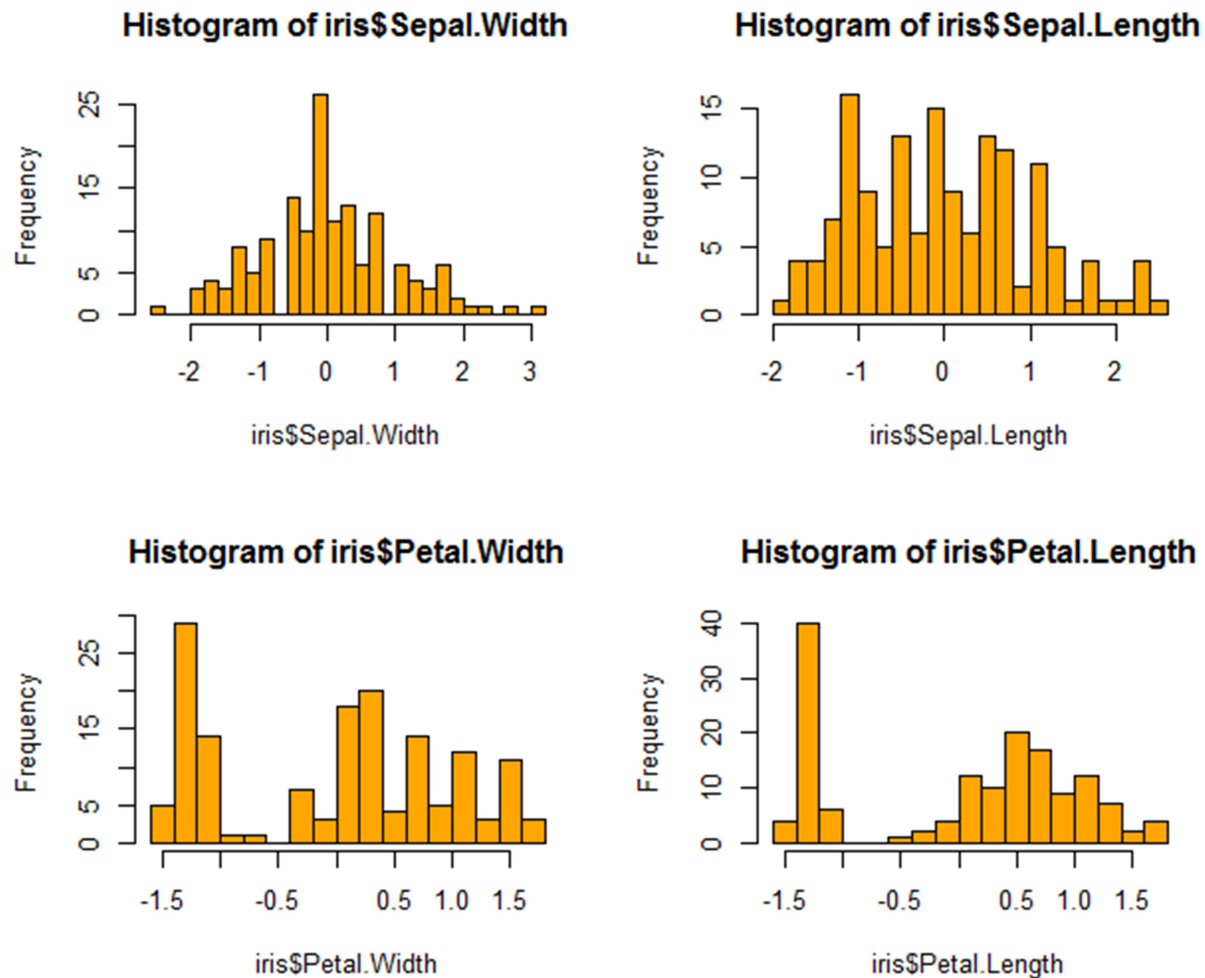 Histogram of iris$Sepal.Width
Frequency
0 5 15 25
-2 -1 0 1 2 3
iris$Sepal.Width
Histogram of iris$Sepal.Length
Frequency
0 5 10 15
-2 -1 0 1 2
iris$Sepal.Length
Histogram of iris$Petal.Width
Frequency
0 5 15 25
-1.5 -0.5 0.5 1.0 1.5
iris$Petal.Width
Histogram of iris$Petal.Length
Frequency
0 10 20 30 40
-1.5 -0.5 0.5 1.0 1.5
iris$Petal.Length